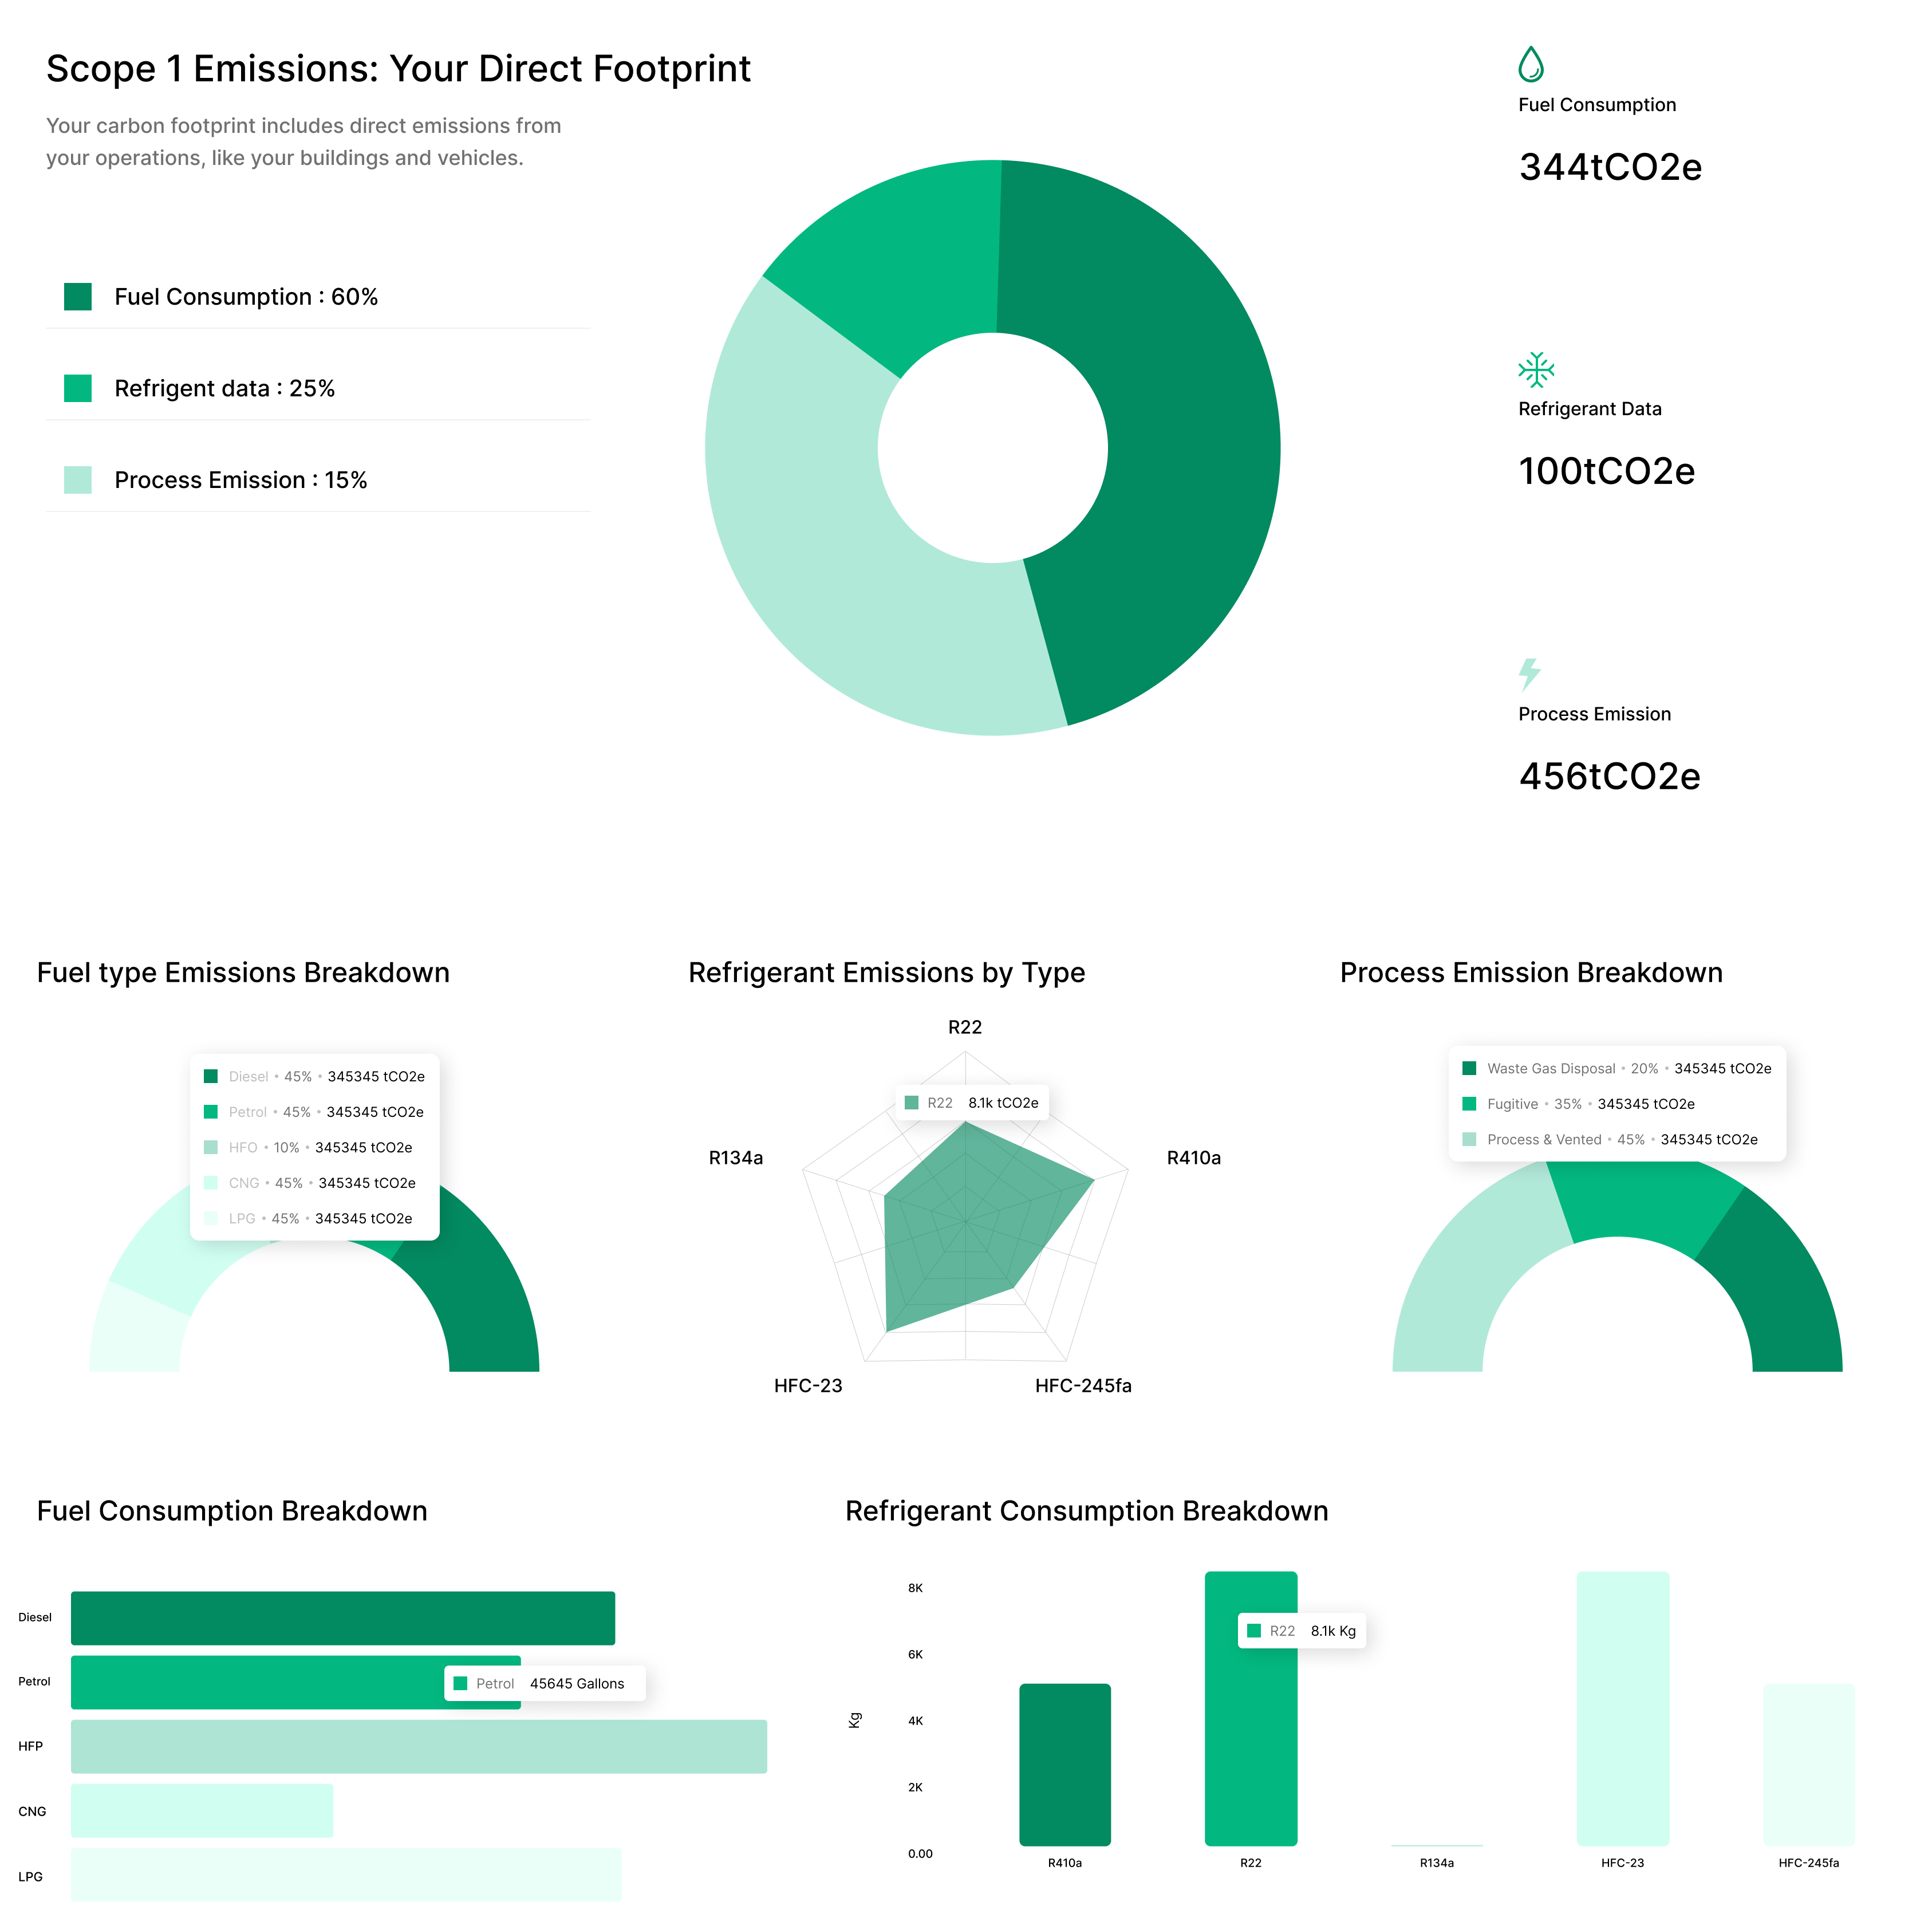 Scope 1 Emissions: Your Direct Footprint
Your carbon footprint includes direct emissions from
your operations, like your buildings and vehicles.
Fuel Consumption : 60%
Refrigent data : 25%
Process Emission : 15%
Fuel Consumption
344tCO2e
Refrigerant Data
100tCO2e
Process Emission
456tCO2e
Fuel type Emissions Breakdown
Diesel • 45% • 345345 tCO2e
Petrol • 45% • 345345 tCO2e
HFO • 10% • 345345 tCO2e
CNG • 45% • 345345 tCO2e
LPG • 45% • 345345 tCO2e
Refrigerant Emissions by Type
R22
R22 8.1k tCO2e
R134a
R410a
HFC-23
HFC-245fa
Process Emission Breakdown
Waste Gas Disposal • 20% • 345345 tCO2e
Fugitive • 35% • 345345 tCO2e
Process & Vented • 45% • 345345 tCO2e
Fuel Consumption Breakdown
Diesel
Petrol
Petrol 45645 Gallons
HFP
CNG
LPG
Refrigerant Consumption Breakdown
8K
6K
4K
2K
0.00
Kg
R22 8.1k Kg
R410a
R22
R134a
HFC-23
HFC-245fa